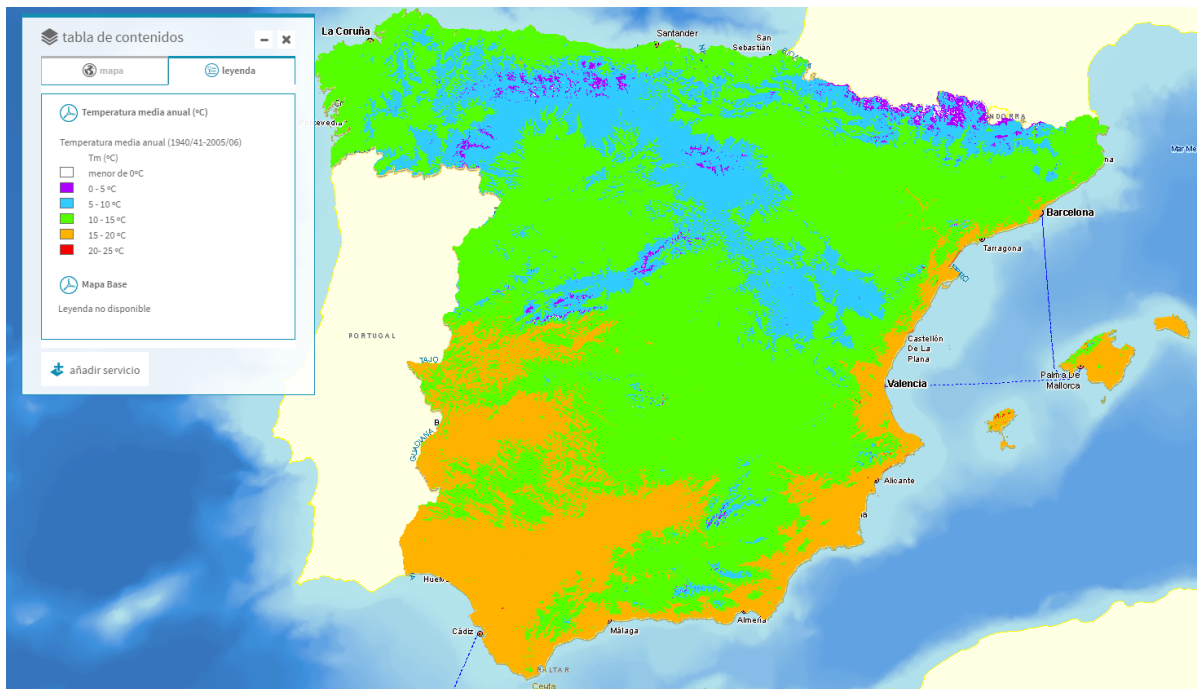 tabla de contenidos
mapa
leyenda
Temperatura media anual (ºC)
Temperatura media anual (1940/41-2005/06)
Tm (ºC)
menor de 0ºC
0 - 5 ºC
5 - 10 ºC
10 - 15 ºC
15 - 20 ºC
20- 25 ºC
Mapa Base
Leyenda no disponible
añadir servicio
La Coruña
Santander
San
Sebastián
Mar Me
Barcelona
Tarragona
PORTUGAL
TAJO
Castellón
De La
Plana
Valencia
Palma De
Mallorca
GUADIANA
Alicante
Almería
Málaga
Cádiz
Ceuta